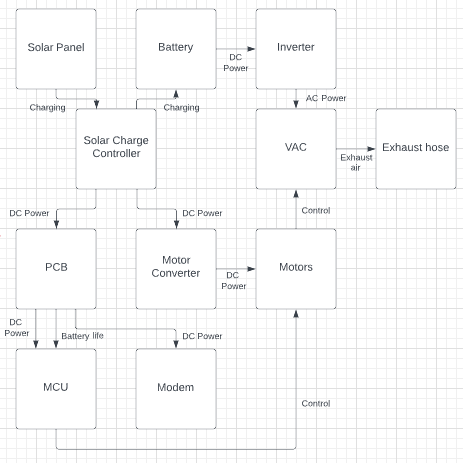 Solar Panel
Battery
Inverter
DC
Power
Charging
Charging
AC Power
Solar Charge
Controller
VAC
Exhaust
air
Exhaust hose
DC Power
DC Power
Control
PCB
Motor
Converter
DC
Power
Motors
DC
Power
Battery life
DC Power
MCU
Modem
Control